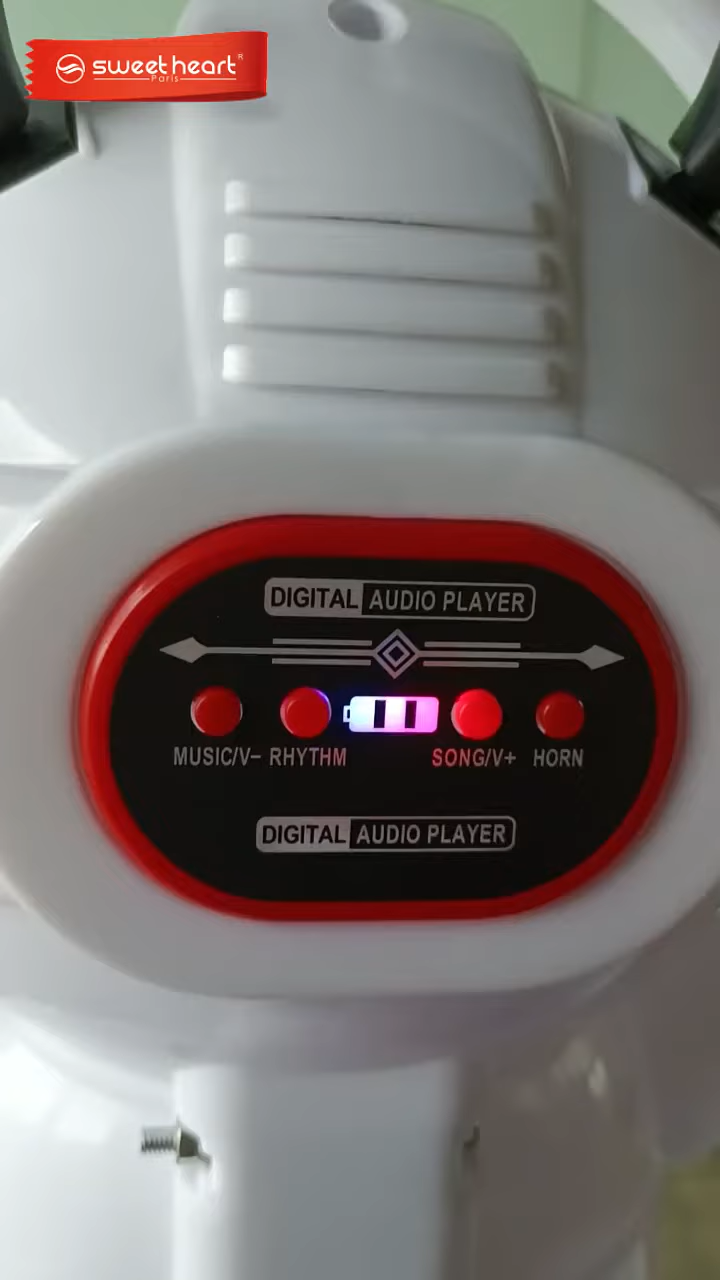 sweet heart®
Paris
DIGITAL AUDIO PLAYER
MUSIC/V– RHYTHM SONG/V+ HORN
DIGITAL AUDIO PLAYER